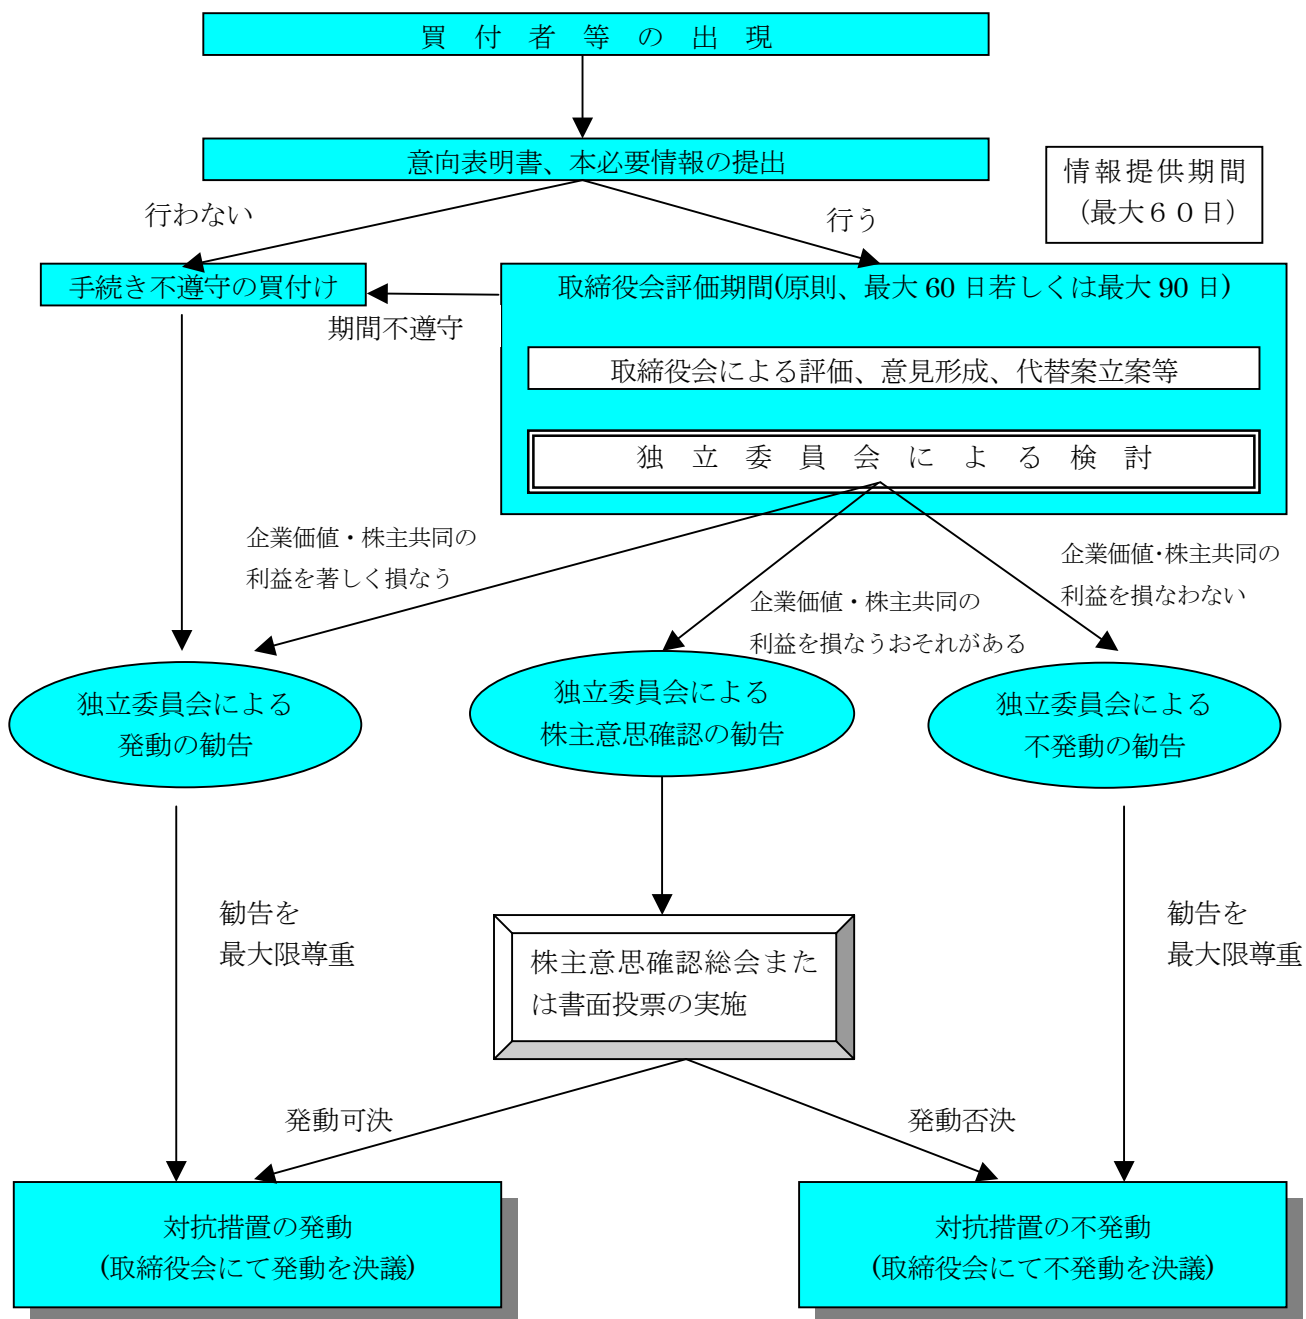 買付者等の出現
意向表明書、本必要情報の提出
情報提供期間
（最大６０日）
行わない
行う
手続き不遵守の買付け
取締役会評価期間(原則、最大 60 日若しくは最大 90 日)
期間不遵守
取締役会による評価、意見形成、代替案立案等
独立委員会による検討
企業価値・株主共同の
利益を著しく損なう
企業価値・株主共同の
利益を損なうおそれがある
企業価値・株主共同の
利益を損なわない
独立委員会による
発動の勧告
独立委員会による
株主意思確認の勧告
独立委員会による
不発動の勧告
勧告を
最大限尊重
株主意思確認総会また
は書面投票の実施
勧告を
最大限尊重
発動可決
発動否決
対抗措置の発動
(取締役会にて発動を決議)
対抗措置の不発動
(取締役会にて不発動を決議)